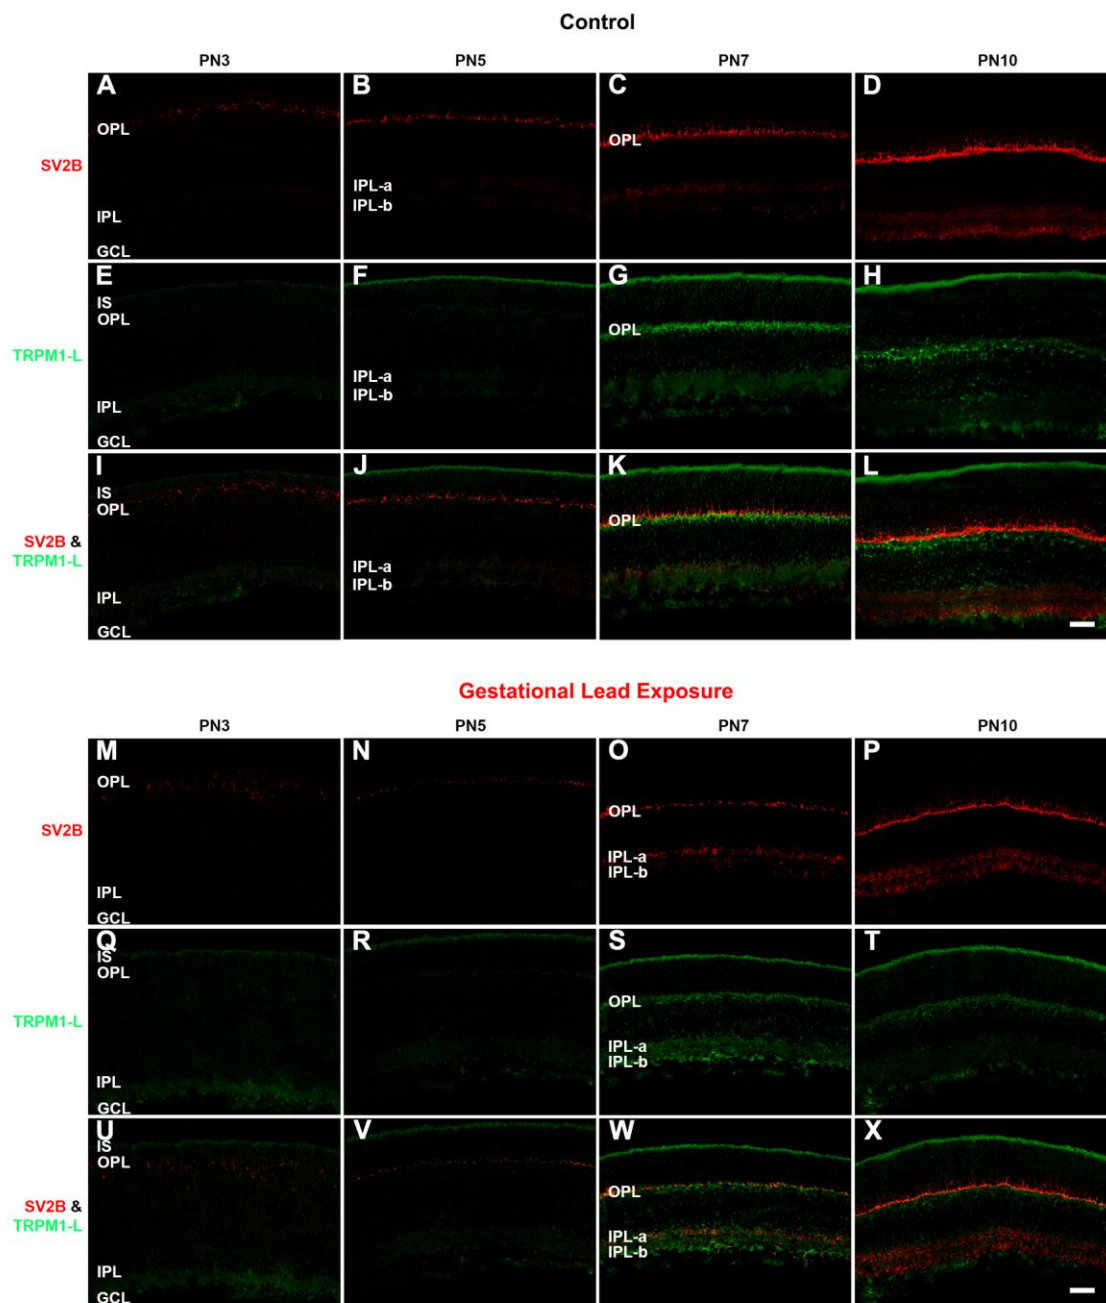 Control
PN3 PN5 PN7 PN10
A B C D
OPL OPL
SV2B
IPL-a
IPL-b
IPL
GCL
E F G H
IS
OPL OPL
TRPM1-L
IPL-a
IPL-b
IPL
GCL
I J K L
IS
OPL OPL
SV2B &
TRPM1-L
IPL-a
IPL-b
IPL
GCL
Gestational Lead Exposure
PN3 PN5 PN7 PN10
M N O P
OPL OPL
SV2B
IPL-a
IPL-b
IPL
GCL
Q R S T
IS
OPL OPL
TRPM1-L
IPL-a
IPL-b
IPL
GCL
U V W X
IS
OPL OPL
SV2B &
TRPM1-L
IPL-a
IPL-b
IPL
GCL